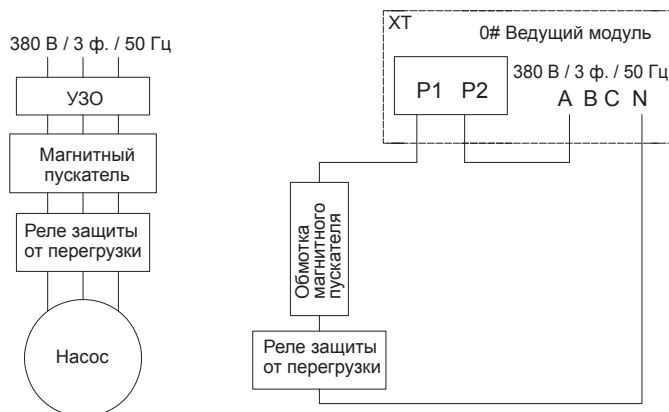 380 В / 3 ф. / 50 Гц
УЗО
Магнитный
пускатель
Реле защиты
от перегрузки
Насос
XT
0# Ведущий модуль
380 В / 3 ф. / 50 Гц
P1 P2
A B C N
Обмотка
магнитного
пускателя
Реле защиты
от перегрузки